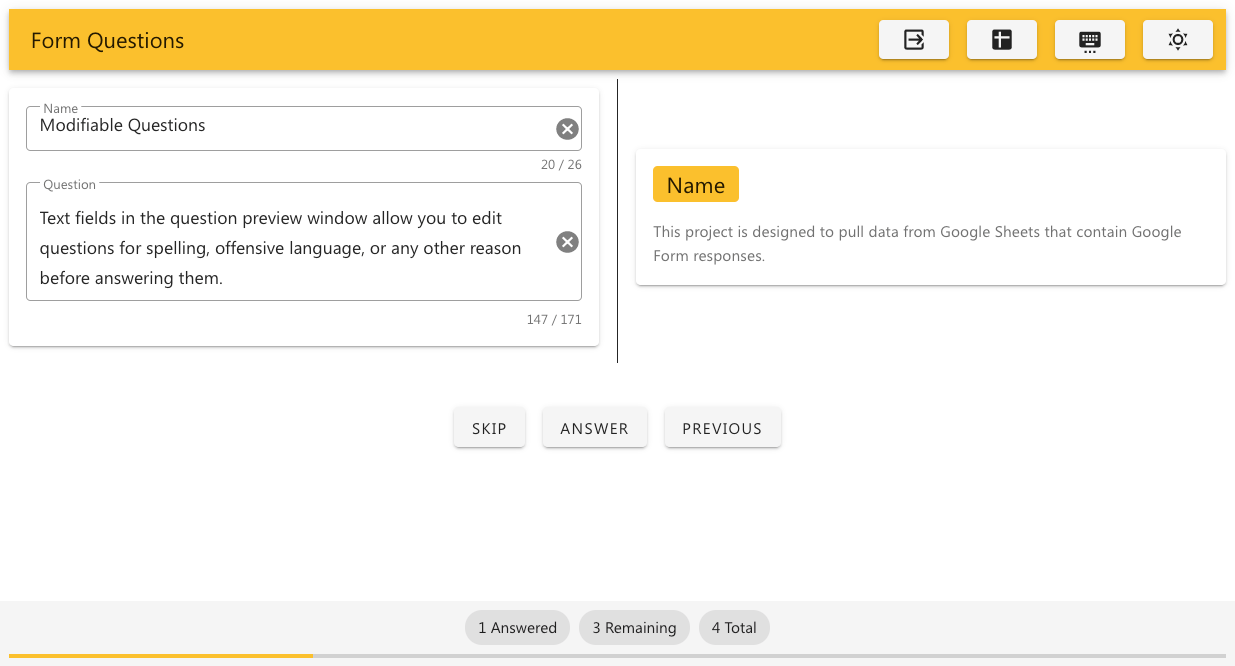 Form Questions
Name
Modifiable Questions
20 / 26
Question
Text fields in the question preview window allow you to edit
questions for spelling, offensive language, or any other reason
before answering them.
147 / 171
Name
This project is designed to pull data from Google Sheets that contain Google
Form responses.
SKIP
ANSWER
PREVIOUS
1 Answered
3 Remaining
4 Total